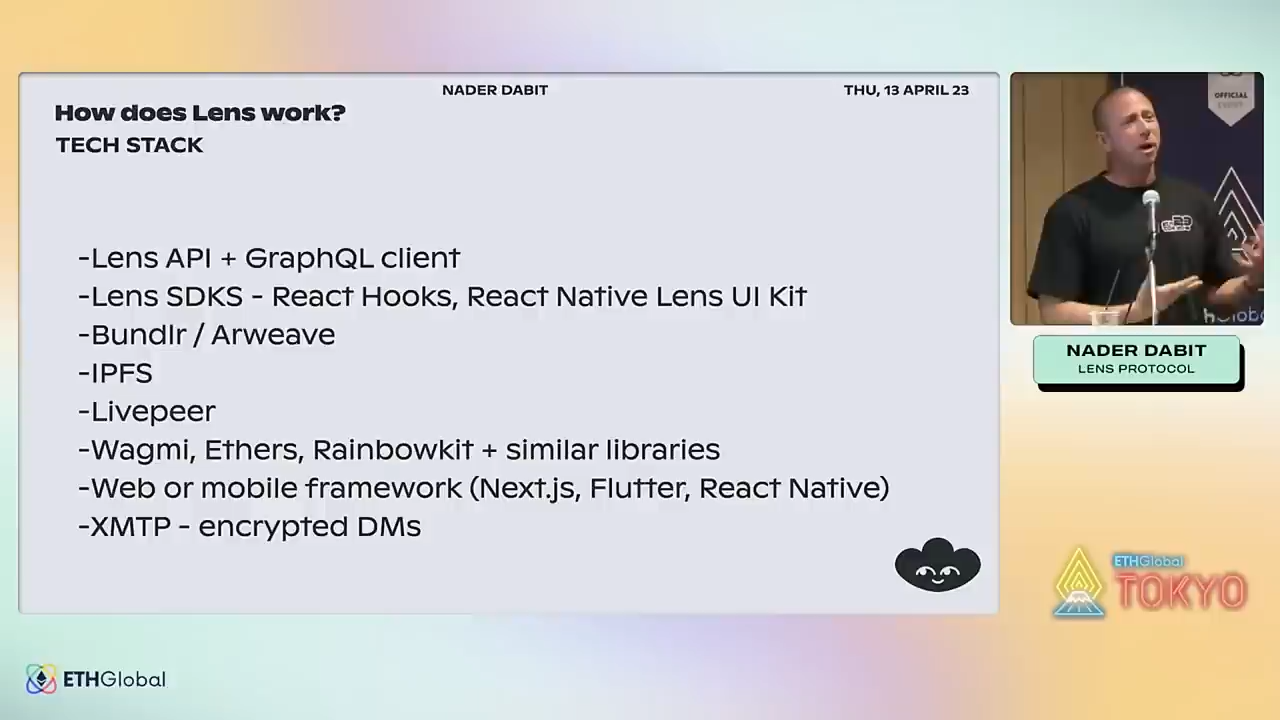 NADER DABIT
THU, 13 APRIL 23
How does Lens work?
TECH STACK
-Lens API + GraphQL client
-Lens SDKS - React Hooks, React Native Lens UI Kit
-Bundlr / Arweave
-IPFS
-Livepeer
-Wagmi, Ethers, Rainbowkit + similar libraries
-Web or mobile framework (Next.js, Flutter, React Native)
-XMTP - encrypted DMs
OFFICIAL
EVENT
NADER DABIT
LENS PROTOCOL
ETHGlobal
TOKYO
ETHGlobal